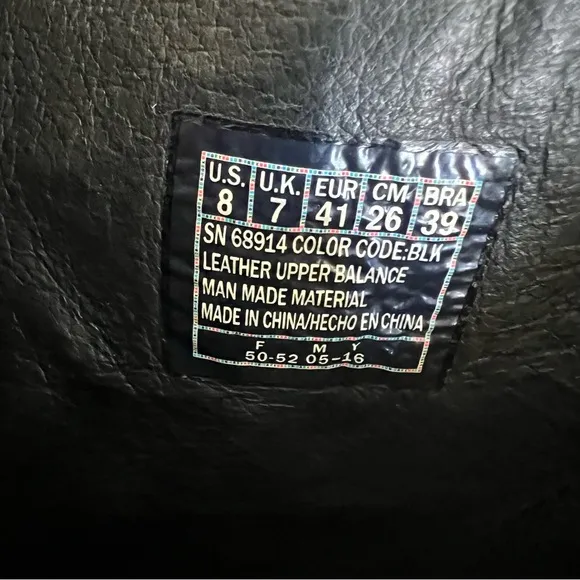 U.S. U.K. EUR CM BRA
8 7 41 26 39
SN 68914 COLOR CODE:BLK
LEATHER UPPER BALANCE
MAN MADE MATERIAL
MADE IN CHINA/HECHO EN CHINA
F M Y
50-52 05-16